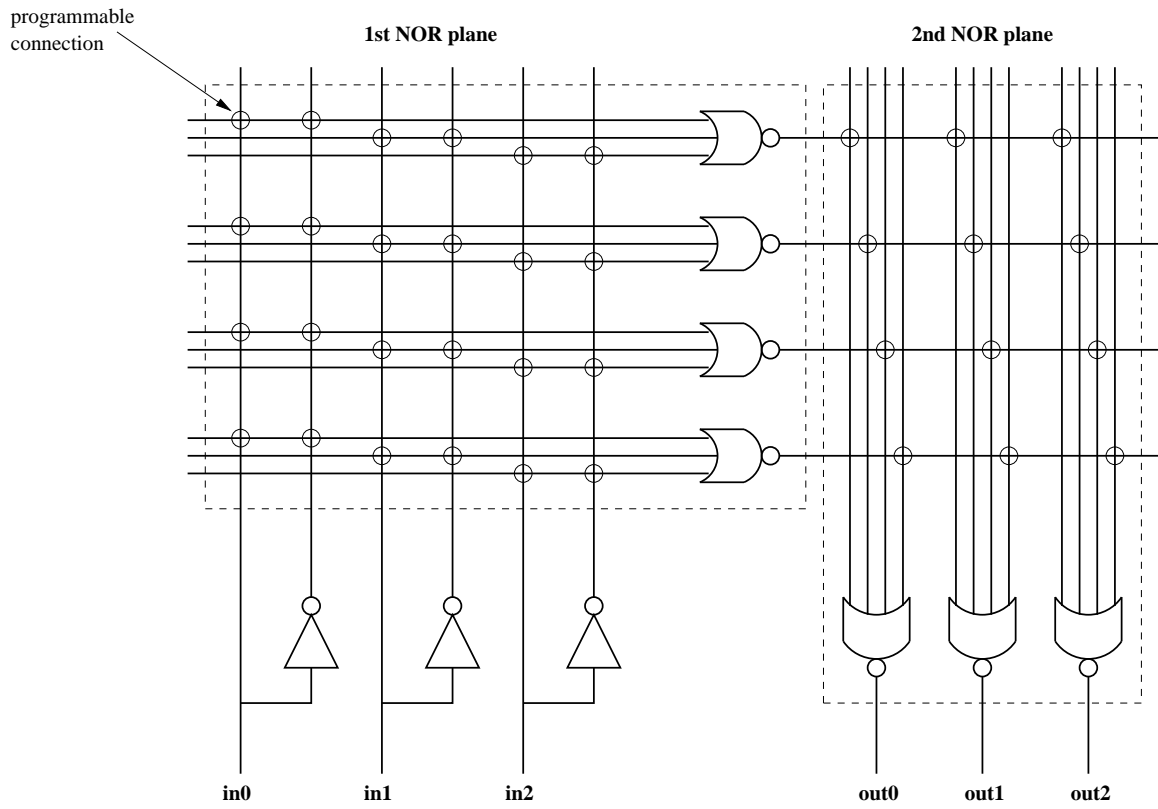 programmable
connection
1st NOR plane
2nd NOR plane
in0
in1
in2
out0
out1
out2